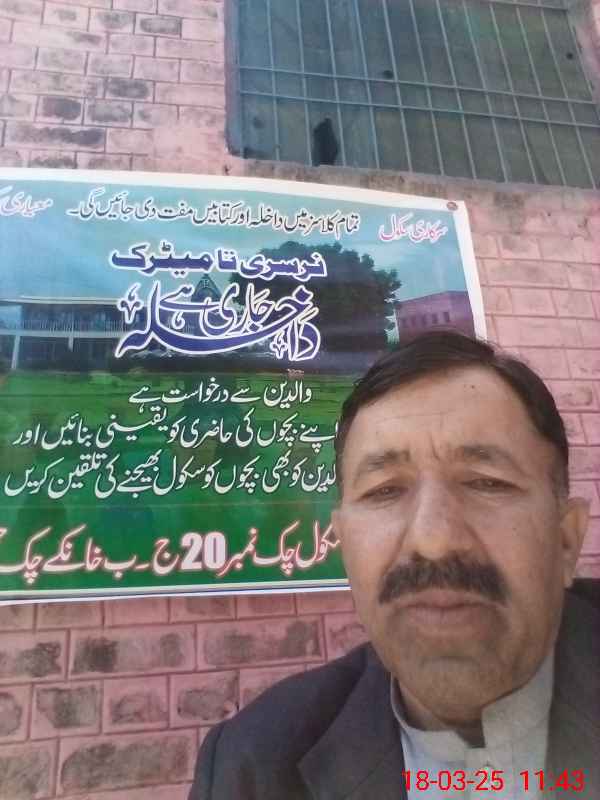 سرکاری سکول
تمام کلاسز میں داخلہ اور کتابیں مفت دی جائیں گی۔
معیاری
نرسری تا میٹرک
داخلہ جاری ہے
والدین سے درخواست ہے
اپنے بچوں کی حاضری کو یقینی بنائیں اور
والدین کو بھی بچوں کو سکول بھیجنے کی تلقین کریں
سکول چک نمبر 20 ج۔ب خانکے چک
18-03-25 11.43